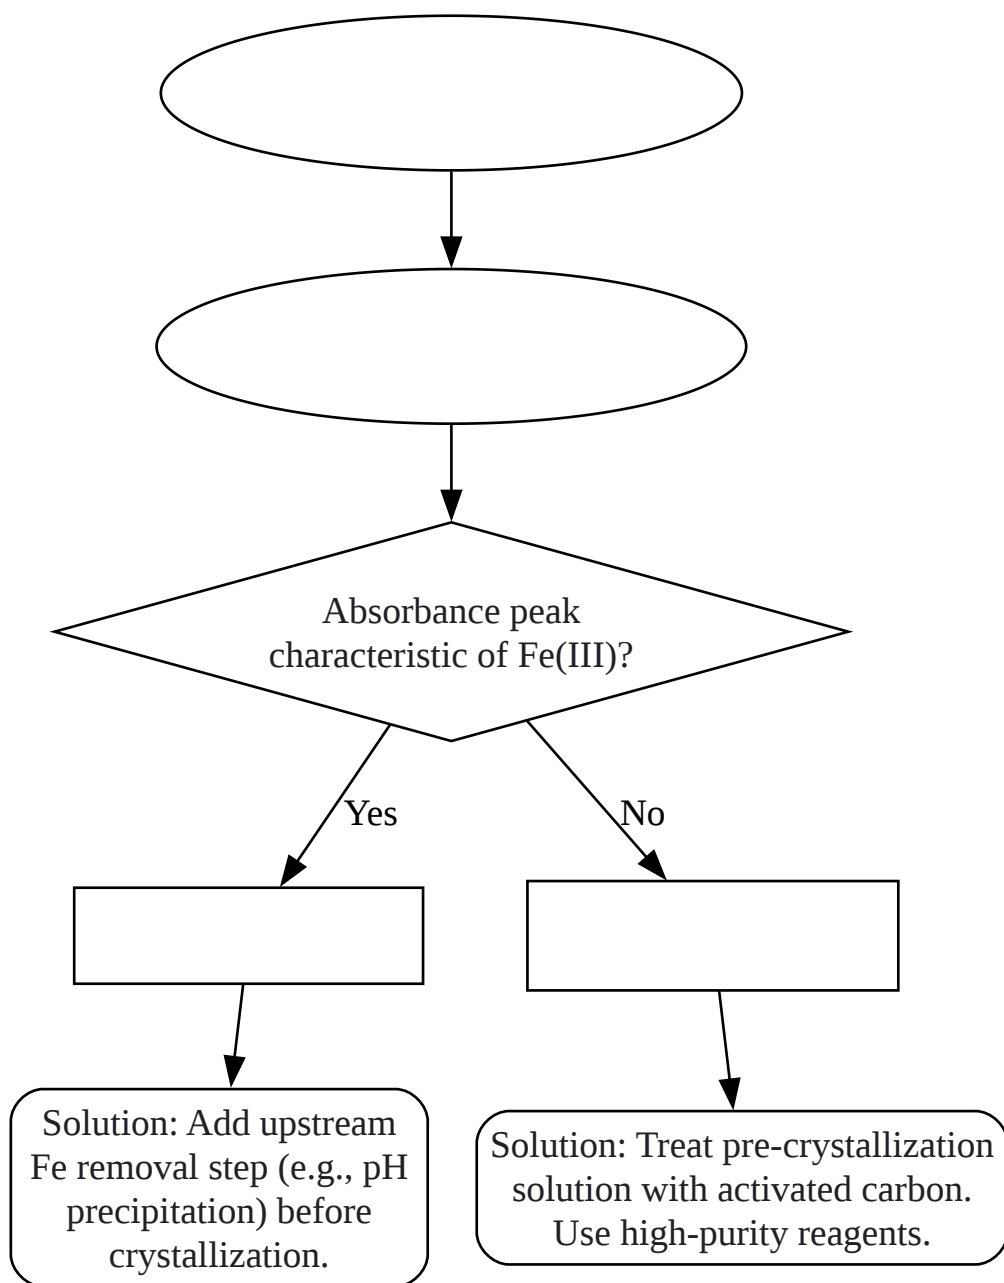 Absorbance peak
characteristic of Fe(III)?
Yes
No
Solution: Add upstream
Fe removal step (e.g., pH
precipitation) before
crystallization.
Solution: Treat pre-crystallization
solution with activated carbon.
Use high-purity reagents.